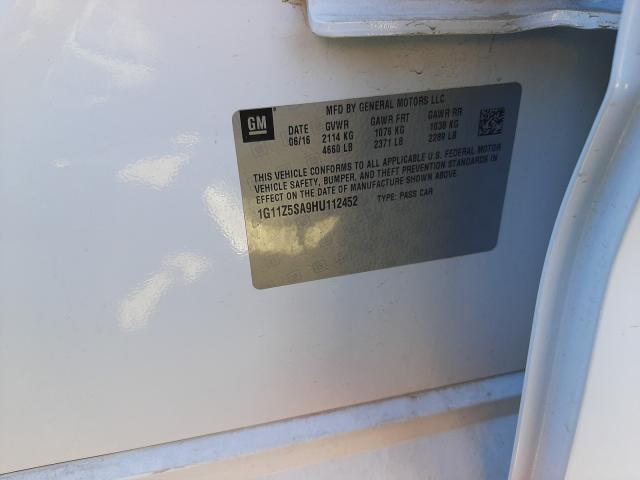 GM
MFD BY GENERAL MOTORS LLC
DATE GVWR GAWR FRT GAWR RR
06/16 2114 KG 1076 KG 1038 KG
4660 LB 2371 LB 2289 LB
THIS VEHICLE CONFORMS TO ALL APPLICABLE U.S. FEDERAL MOTOR
VEHICLE SAFETY, BUMPER, AND THEFT PREVENTION STANDARDS IN
EFFECT ON THE DATE OF MANUFACTURE SHOWN ABOVE.
1G11Z5SA9HU112452 TYPE: PASS CAR